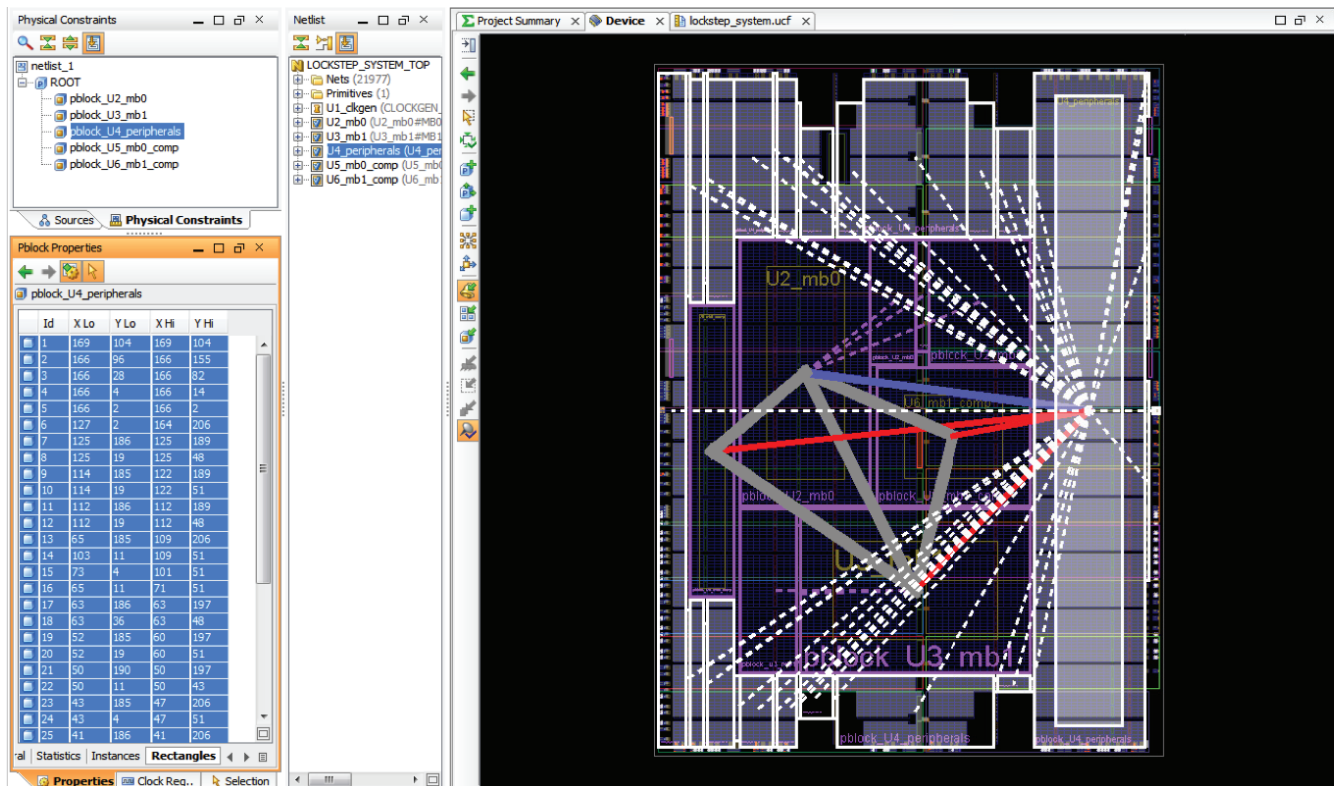 Physical Constraints
netlist_1
ROOT
pblock_U2_mb0
pblock_U3_mb1
pblock_U4_peripherals
pblock_U5_mb0_comp
pblock_U6_mb1_comp
Sources
Physical Constraints
Pblock Properties
pblock_U4_peripherals
Id X Lo Y Lo X Hi Y Hi
1 169 104 169 104
2 166 96 166 155
3 166 28 166 82
4 166 4 166 14
5 166 2 166 2
6 127 2 164 206
7 125 186 125 189
8 125 19 125 48
9 114 185 122 189
10 114 19 122 51
11 112 186 112 189
12 112 19 112 48
13 65 185 109 206
14 103 11 109 51
15 73 4 101 51
16 65 11 71 51
17 63 186 63 197
18 63 36 63 48
19 52 185 60 197
20 52 19 60 51
21 50 190 50 197
22 50 11 50 43
23 43 185 47 206
24 43 4 47 51
25 41 186 41 206
ral Statistics Instances Rectangles
Properties Clock Reg.. Selection
Netlist
LOCKSTEP_SYSTEM_TOP
Nets (21977)
Primitives (1)
U1_clkgen (CLOCKGEN_
U2_mb0 (U2_mb0#MB0
U3_mb1 (U3_mb1#MB1
U4_peripherals (U4_per
U5_mb0_comp (U5_mb0
U6_mb1_comp (U6_mb1
Project Summary
Device
lockstep_system.ucf
U4_peripherals
U2_mb0
pblock_U2_mb0
U6_mb1_comp
pblock_U2_mb0
pblock_U3_mb1
pblock_U4_peripherals
pblock_U4_peripherals